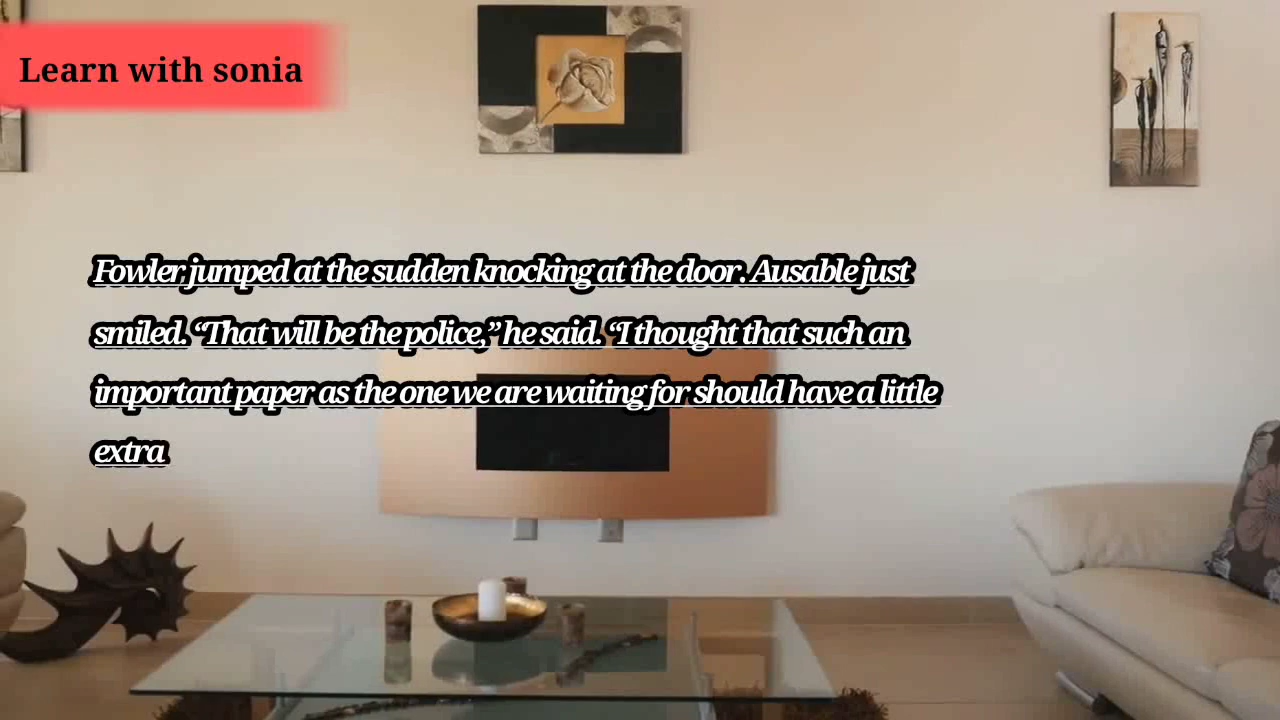 Learn with sonia
Fowler jumped at the sudden knocking at the door. Ausable just
smiled. “That will be the police,” he said. “I thought that such an
important paper as the one we are waiting for should have a little
extra